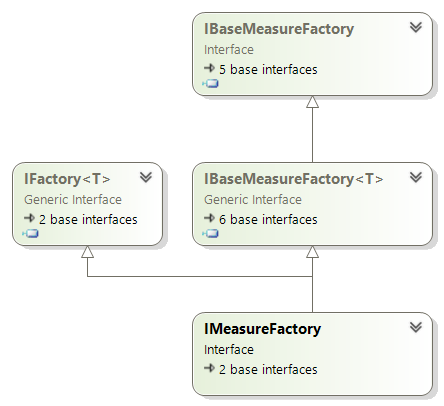 IBaseMeasureFactory
Interface
5 base interfaces
IFactory<T>
Generic Interface
2 base interfaces
IBaseMeasureFactory<T>
Generic Interface
6 base interfaces
IMeasureFactory
Interface
2 base interfaces